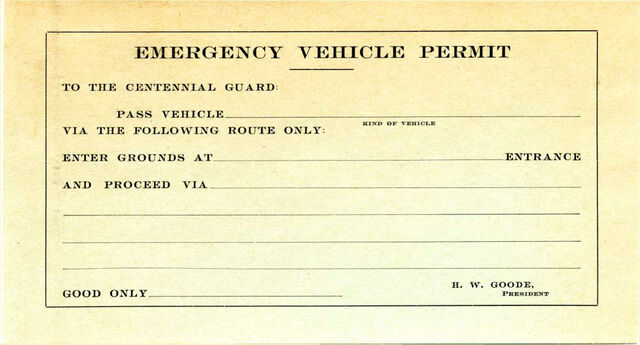 EMERGENCY VEHICLE PERMIT
TO THE CENTENNIAL GUARD:
PASS VEHICLE
KIND OF VEHICLE
VIA THE FOLLOWING ROUTE ONLY:
ENTER GROUNDS AT ENTRANCE
AND PROCEED VIA
GOOD ONLY
H. W. GOODE,
PRESIDENT